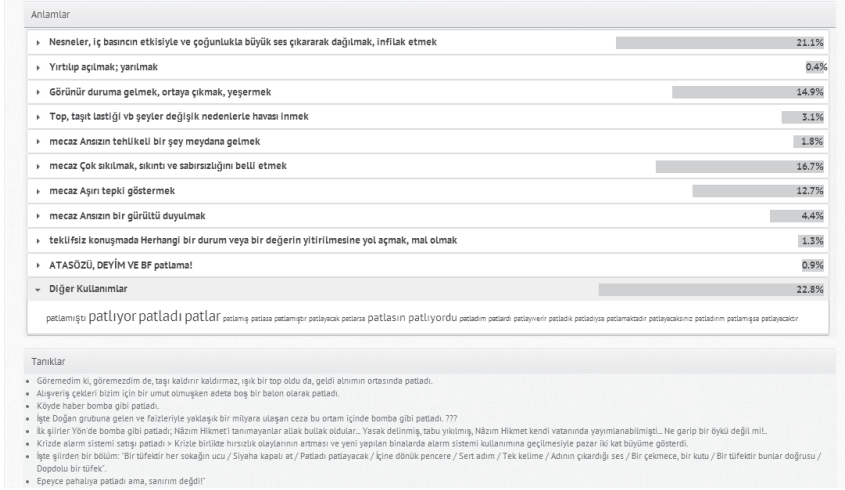 Anlamlar
Nesneler, iç basıncın etkisiyle ve çoğunlukla büyük ses çıkararak dağılmak, infilak etmek 21.1%
Yırtılıp açılmak; yarılmak 0.4%
Görünür duruma gelmek, ortaya çıkmak, yeşermek 14.9%
Top, taşıt lastiği vb şeyler değişik nedenlerle havası inmek 3.1%
mecaz Ansızın tehlikeli bir şey meydana gelmek 1.8%
mecaz Çok sıkılmak, sıkıntı ve sabırsızlığını belli etmek 16.7%
mecaz Aşırı tepki göstermek 12.7%
mecaz Ansızın bir gürültü duyulmak 4.4%
teklifsiz konuşmada Herhangi bir durum veya bir değerin yitirilmesine yol açmak, mal olmak 1.3%
ATASÖZÜ, DEYİM VE BF patlama! 0.9%
Diğer Kullanımlar 22.8%
patlamıştı patlıyor patladı patlar patlamış patlasa patlamıştır patlayacak patlarsa patlasın patlıyordu patladım patlardı patlayıverir patladık patladıysa patlamaktadır patlayacaksınız patladırım patlamışsa patlayacaktır
Tanıklar
Göremedim ki, göremezdim de, taşı kaldırır kaldırmaz, ışık bir top oldu da, geldi alnımın ortasında patladı.
Alışveriş çekleri bizim için bir umut olmuşken adeta boş bir balon olarak patladı.
Köyde haber bomba gibi patladı.
İşte Doğan grubuna gelen ve faizleriyle yaklaşık bir milyara ulaşan ceza bu ortam içinde bomba gibi patladı. ???
İlk şiirler Yön'de bomba gibi patladı; Nâzım Hikmet'i tanımayanlar allak bullak oldular... Yasak delinmiş, tabu yıkılmış, Nâzım Hikmet kendi vatanında yayımlanabilmişti... Ne garip bir öykü değil mi!..
Krizde alarm sistemi satışı patladı > Krizle birlikte hırsızlık olaylarının artması ve yeni yapılan binalarda alarm sistemi kullanımına geçilmesiyle pazar iki kat büyüme gösterdi.
İşte şiirden bir bölüm: "Bir tüfektir her sokağın ucu / Siyaha kapalı at / Patladı patlayacak / İçine dönük pencere / Sert adım / Tek kelime / Adının çıkardığı ses / Bir çekmece, bir kutu / Bir tüfektir bunlar doğrusu /
Dopdolu bir tüfek".
Epeyce pahalıya patladı ama, sanırım değdi!"